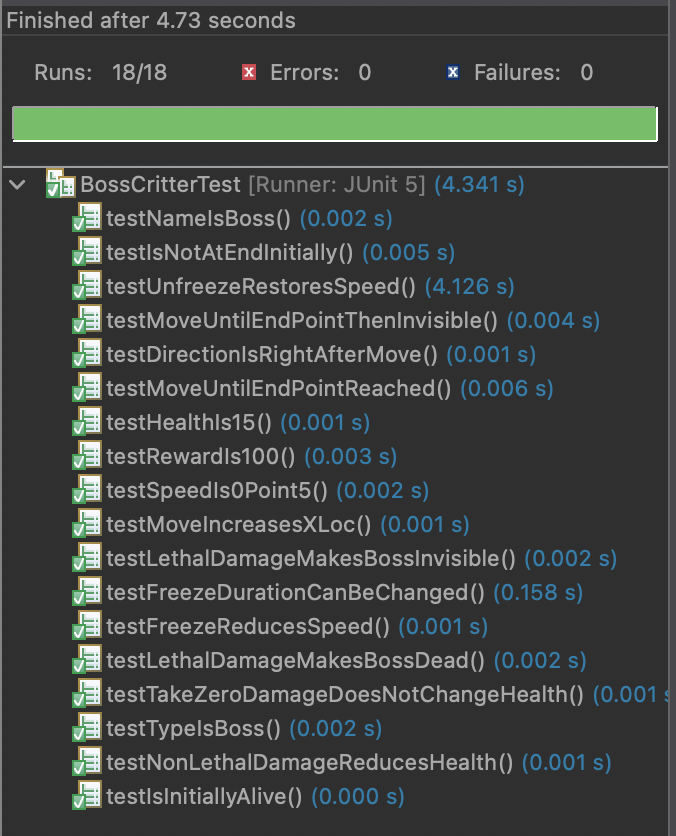 Finished after 4.73 seconds
Runs: 18/18 Errors: 0 Failures: 0
BossCritterTest [Runner: JUnit 5] (4.341 s)
testNameIsBoss() (0.002 s)
testIsNotAtEndInitially() (0.005 s)
testUnfreezeRestoresSpeed() (4.126 s)
testMoveUntilEndPointThenInvisible() (0.004 s)
testDirectionIsRightAfterMove() (0.001 s)
testMoveUntilEndPointReached() (0.006 s)
testHealthIs15() (0.001 s)
testRewardIs100() (0.003 s)
testSpeedIs0Point5() (0.002 s)
testMoveIncreasesXLoc() (0.001 s)
testLethalDamageMakesBossInvisible() (0.002 s)
testFreezeDurationCanBeChanged() (0.158 s)
testFreezeReducesSpeed() (0.001 s)
testLethalDamageMakesBossDead() (0.002 s)
testTakeZeroDamageDoesNotChangeHealth() (0.001 s
testTypeIsBoss() (0.002 s)
testNonLethalDamageReducesHealth() (0.001 s)
testIsInitiallyAlive() (0.000 s)